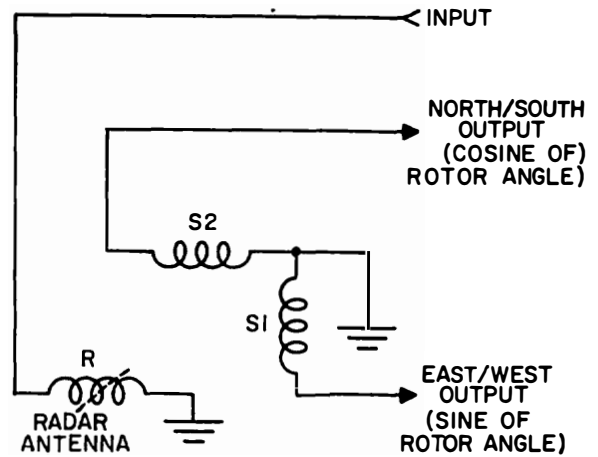 INPUT
NORTH/SOUTH
OUTPUT
(COSINE OF)
ROTOR ANGLE)
S2
S1
R
RADAR
ANTENNA
EAST/WEST
OUTPUT
(SINE OF
ROTOR ANGLE)